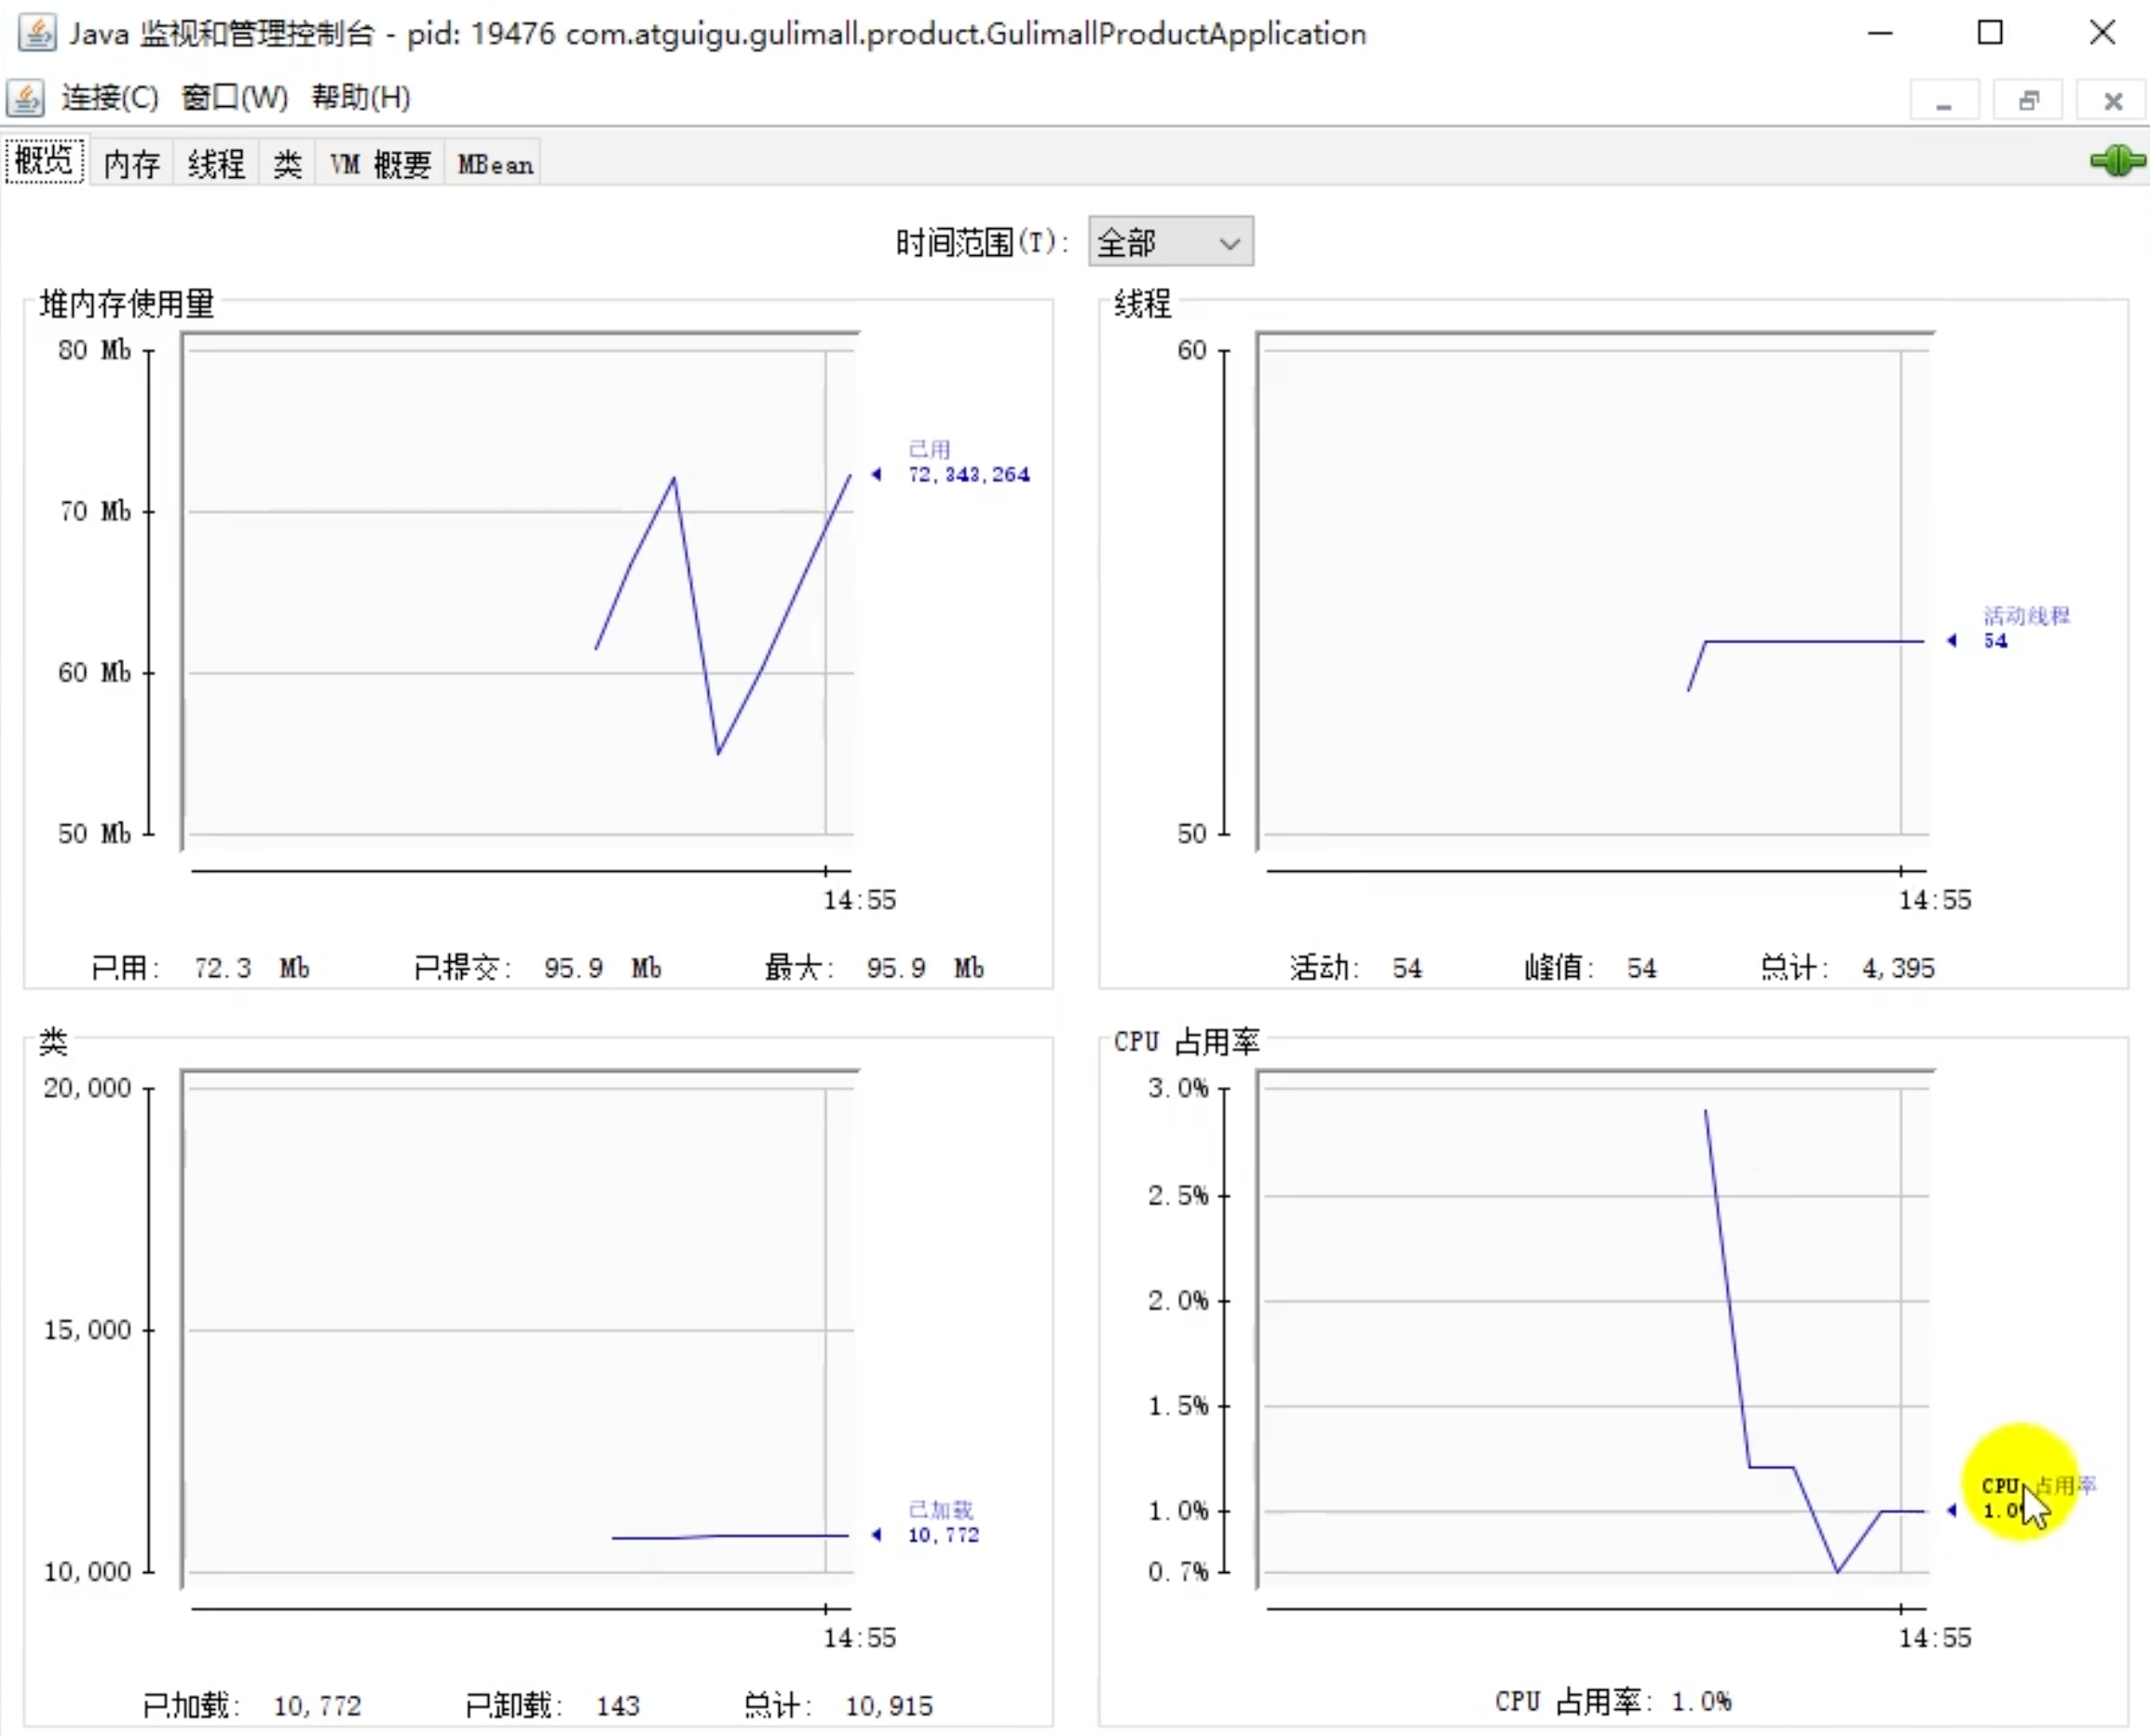 Java 监视和管理控制台 - pid: 19476 com.atguigu.gulimall.product.GulimallProductApplication
连接(C) 窗口(W) 帮助(H)
概览 内存 线程 类 VM 概要 MBean
时间范围(T): 全部
堆内存使用量
80 Mb
70 Mb
60 Mb
50 Mb
已用
72,343,264
14:55
已用: 72.3 Mb 已提交: 95.9 Mb 最大: 95.9 Mb
线程
60
50
活动线程
54
14:55
活动: 54 峰值: 54 总计: 4,395
类
20,000
15,000
10,000
已加载
10,772
14:55
已加载: 10,772 已卸载: 143 总计: 10,915
CPU 占用率
3.0%
2.5%
2.0%
1.5%
1.0%
0.7%
CPU 占用率
1.0
14:55
CPU 占用率: 1.0%